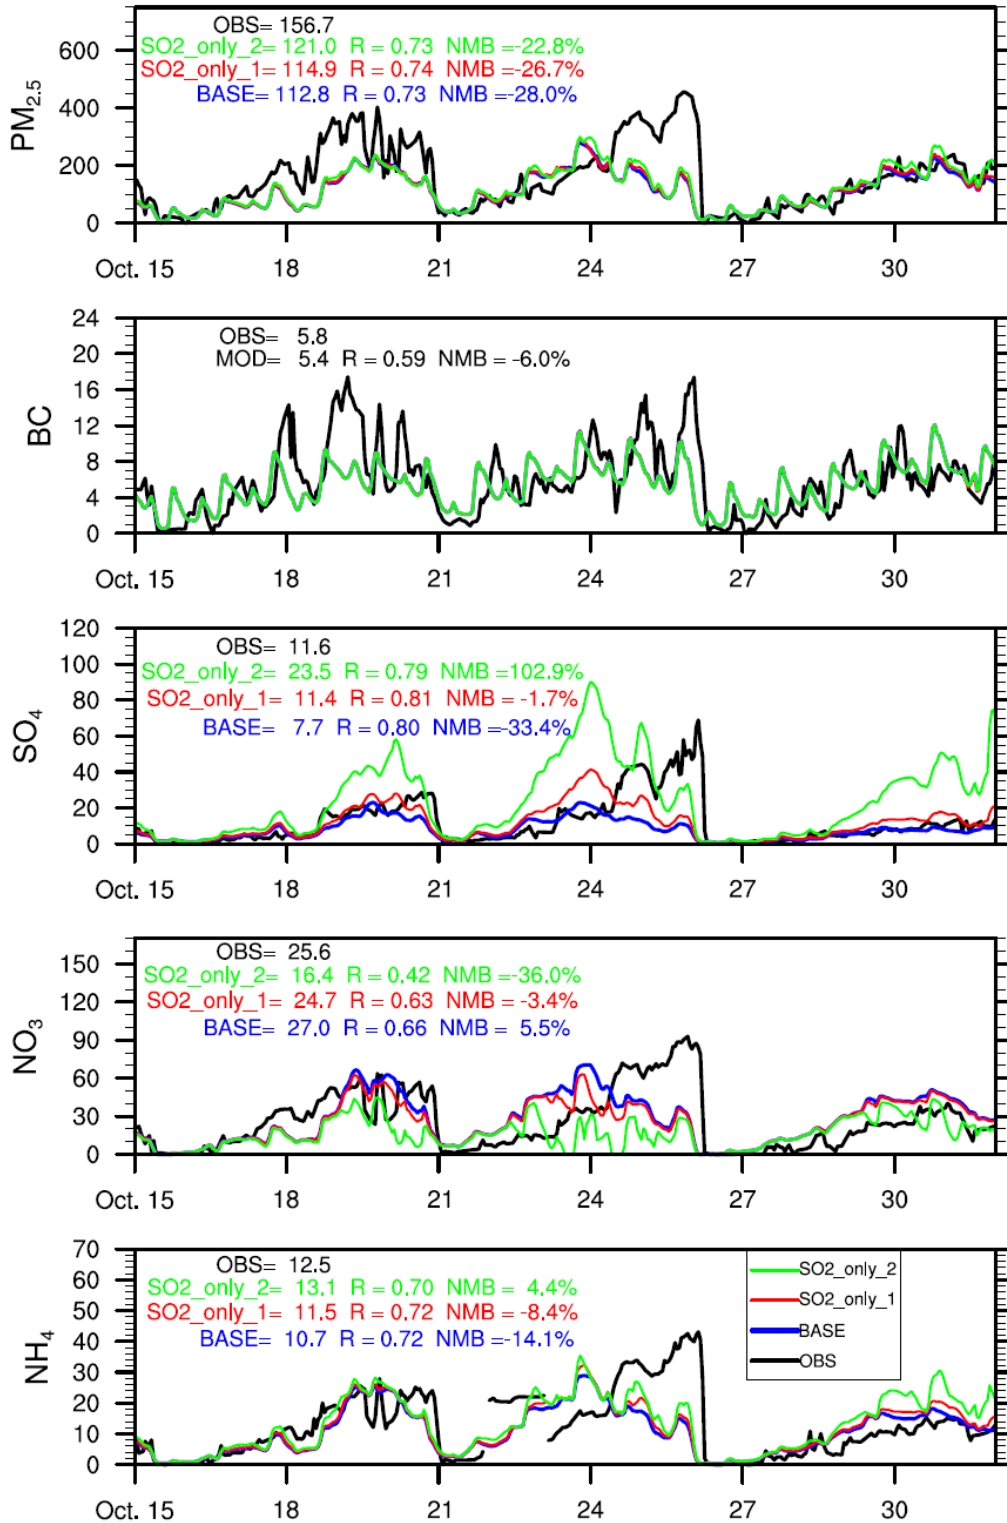 OBS= 156.7
SO2_only_2= 121.0 R = 0.73 NMB =-22.8%
SO2_only_1= 114.9 R = 0.74 NMB =-26.7%
BASE= 112.8 R = 0.73 NMB =-28.0%
PM2.5
600
400
200
0
Oct. 15 18 21 24 27 30
OBS= 5.8
MOD= 5.4 R = 0.59 NMB = -6.0%
BC
24
20
16
12
8
4
0
Oct. 15 18 21 24 27 30
OBS= 11.6
SO2_only_2= 23.5 R = 0.79 NMB =102.9%
SO2_only_1= 11.4 R = 0.81 NMB = -1.7%
BASE= 7.7 R = 0.80 NMB =-33.4%
SO4
120
100
80
60
40
20
0
Oct. 15 18 21 24 27 30
OBS= 25.6
SO2_only_2= 16.4 R = 0.42 NMB =-36.0%
SO2_only_1= 24.7 R = 0.63 NMB = -3.4%
BASE= 27.0 R = 0.66 NMB = 5.5%
NO3
150
120
90
60
30
0
Oct. 15 18 21 24 27 30
OBS= 12.5
SO2_only_2= 13.1 R = 0.70 NMB = 4.4%
SO2_only_1= 11.5 R = 0.72 NMB = -8.4%
BASE= 10.7 R = 0.72 NMB =-14.1%
SO2_only_2
SO2_only_1
BASE
OBS
NH4
70
60
50
40
30
20
10
0
Oct. 15 18 21 24 27 30